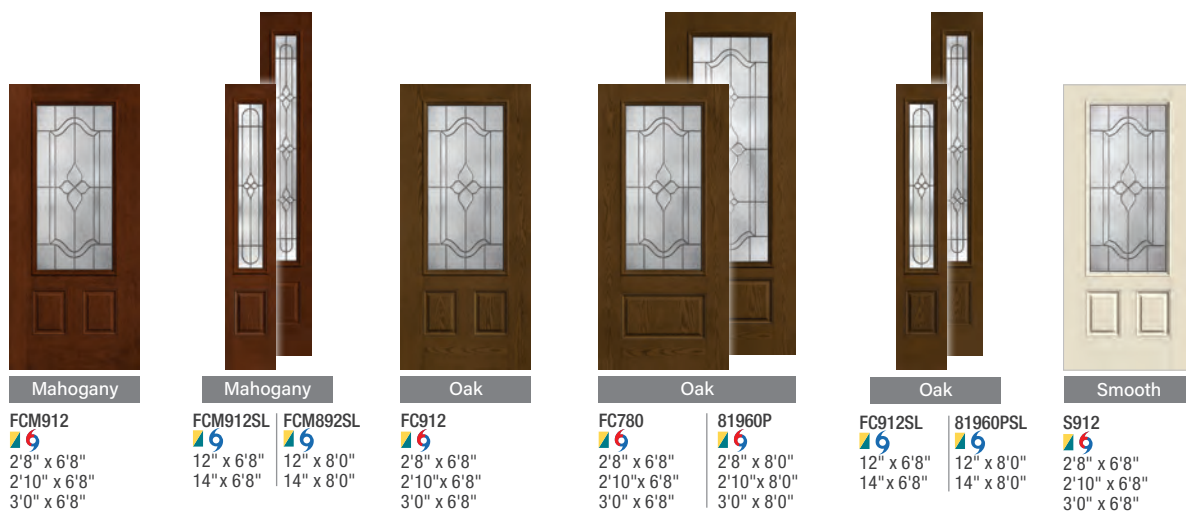 Mahogany
FCM912
2'8" x 6'8"
2'10" x 6'8"
3'0" x 6'8"
Mahogany
FCM912SL
12" x 6'8"
14"x 6'8"
FCM892SL
12" x 8'0"
14" x 8'0"
Oak
FC912
2'8" x 6'8"
2'10"x 6'8"
3'0" x 6'8"
Oak
FC780
2'8" x 6'8"
2'10"x 6'8"
3'0" x 6'8"
81960P
2'8" x 8'0"
2'10"x 8'0"
3'0" x 8'0"
Oak
FC912SL
12" x 6'8"
14"x 6'8"
81960PSL
12" x 8'0"
14" x 8'0"
Smooth
S912
2'8" x 6'8"
2'10" x 6'8"
3'0" x 6'8"